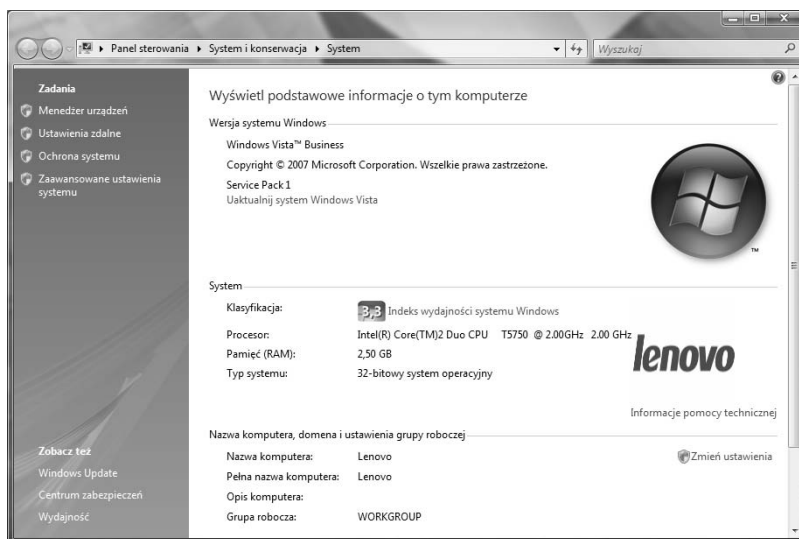 Panel sterowania ▸ System i konserwacja ▸ System
Wyszukaj
Zadania
Menedżer urządzeń
Ustawienia zdalne
Ochrona systemu
Zaawansowane ustawienia
systemu
Wyświetl podstawowe informacje o tym komputerze
Wersja systemu Windows
Windows Vista™ Business
Copyright © 2007 Microsoft Corporation. Wszelkie prawa zastrzeżone.
Service Pack 1
Uaktualnij system Windows Vista
TM
System
Klasyfikacja: 3,3 Indeks wydajności systemu Windows
Procesor: Intel(R) Core(TM)2 Duo CPU T5750 @ 2.00GHz 2.00 GHz
Pamięć (RAM): 2,50 GB
Typ systemu: 32-bitowy system operacyjny
lenovo
Informacje pomocy technicznej
Nazwa komputera, domena i ustawienia grupy roboczej
Nazwa komputera: Lenovo
Zmień ustawienia
Pełna nazwa komputera: Lenovo
Opis komputera:
Grupa robocza: WORKGROUP
Zobacz też
Windows Update
Centrum zabezpieczeń
Wydajność